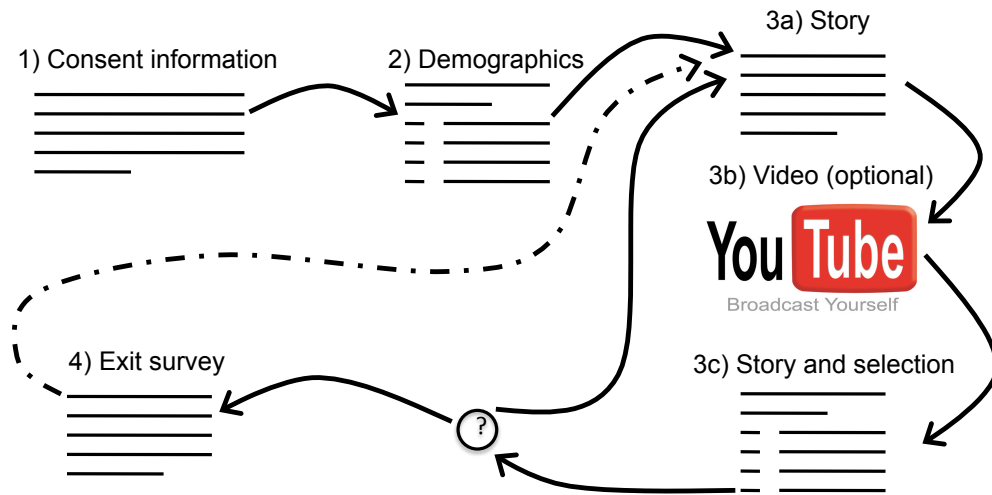 3a) Story
1) Consent information
2) Demographics
3b) Video (optional)
YouTube
Broadcast Yourself
4) Exit survey
3c) Story and selection
?